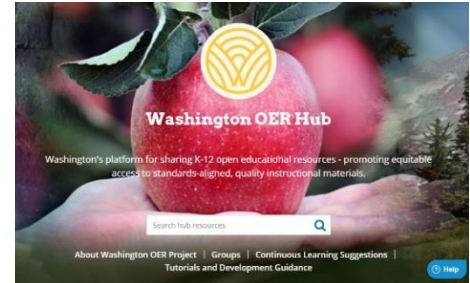 Washington OER Hub
Washington's platform for sharing K-12 open educational resources - promoting equitable
access to standards-aligned, quality instructional materials.
Search hub resources
About Washington OER Project | Groups | Continuous Learning Suggestions |
Tutorials and Development Guidance
Help